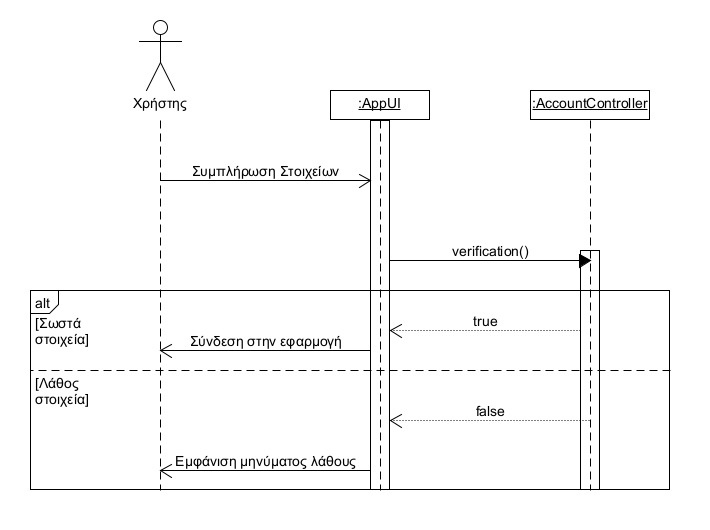 Χρήστης
:AppUI
:AccountController
Συμπλήρωση Στοιχείων
verification()
alt
[Σωστά
στοιχεία]
true
Σύνδεση στην εφαρμογή
[Λάθος
στοιχεία]
false
Εμφάνιση μηνύματος λάθους